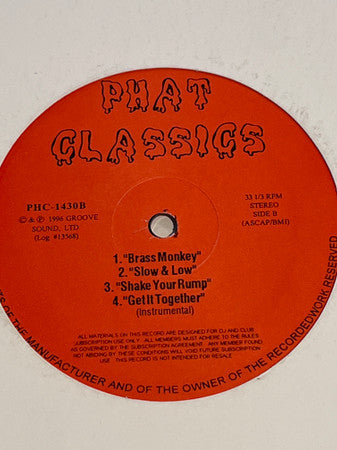 PHAT
CLASSICS
PHC-1430B
© & ℗ 1996 GROOVE
SOUND, LTD
(Log #13368)
33 1/3 RPM
STEREO
SIDE B
(ASCAP/BMI)
1. "Brass Monkey"
2. "Slow & Low"
3. "Shake Your Rump"
4. "Get It Together"
(Instrumental)
ALL MATERIALS ON THIS RECORD ARE DESIGNED FOR DJ AND CLUB
SUBSCRIPTION USE ONLY. ALL MEMBERS MUST ADHERE TO THE RULES
AS GOVERNED BY THE SUBSCRIPTION AGREEMENT. ANY MEMBER FOUND
NOT ABIDING BY THESE CONDITIONS WILL VOID FUTURE SUBSCRIPTION
USE. THIS RECORD IS NOT INTENDED FOR RESALE
OF THE MANUFACTURER AND OF THE OWNER OF THE RECORDEDWORK RESERVED